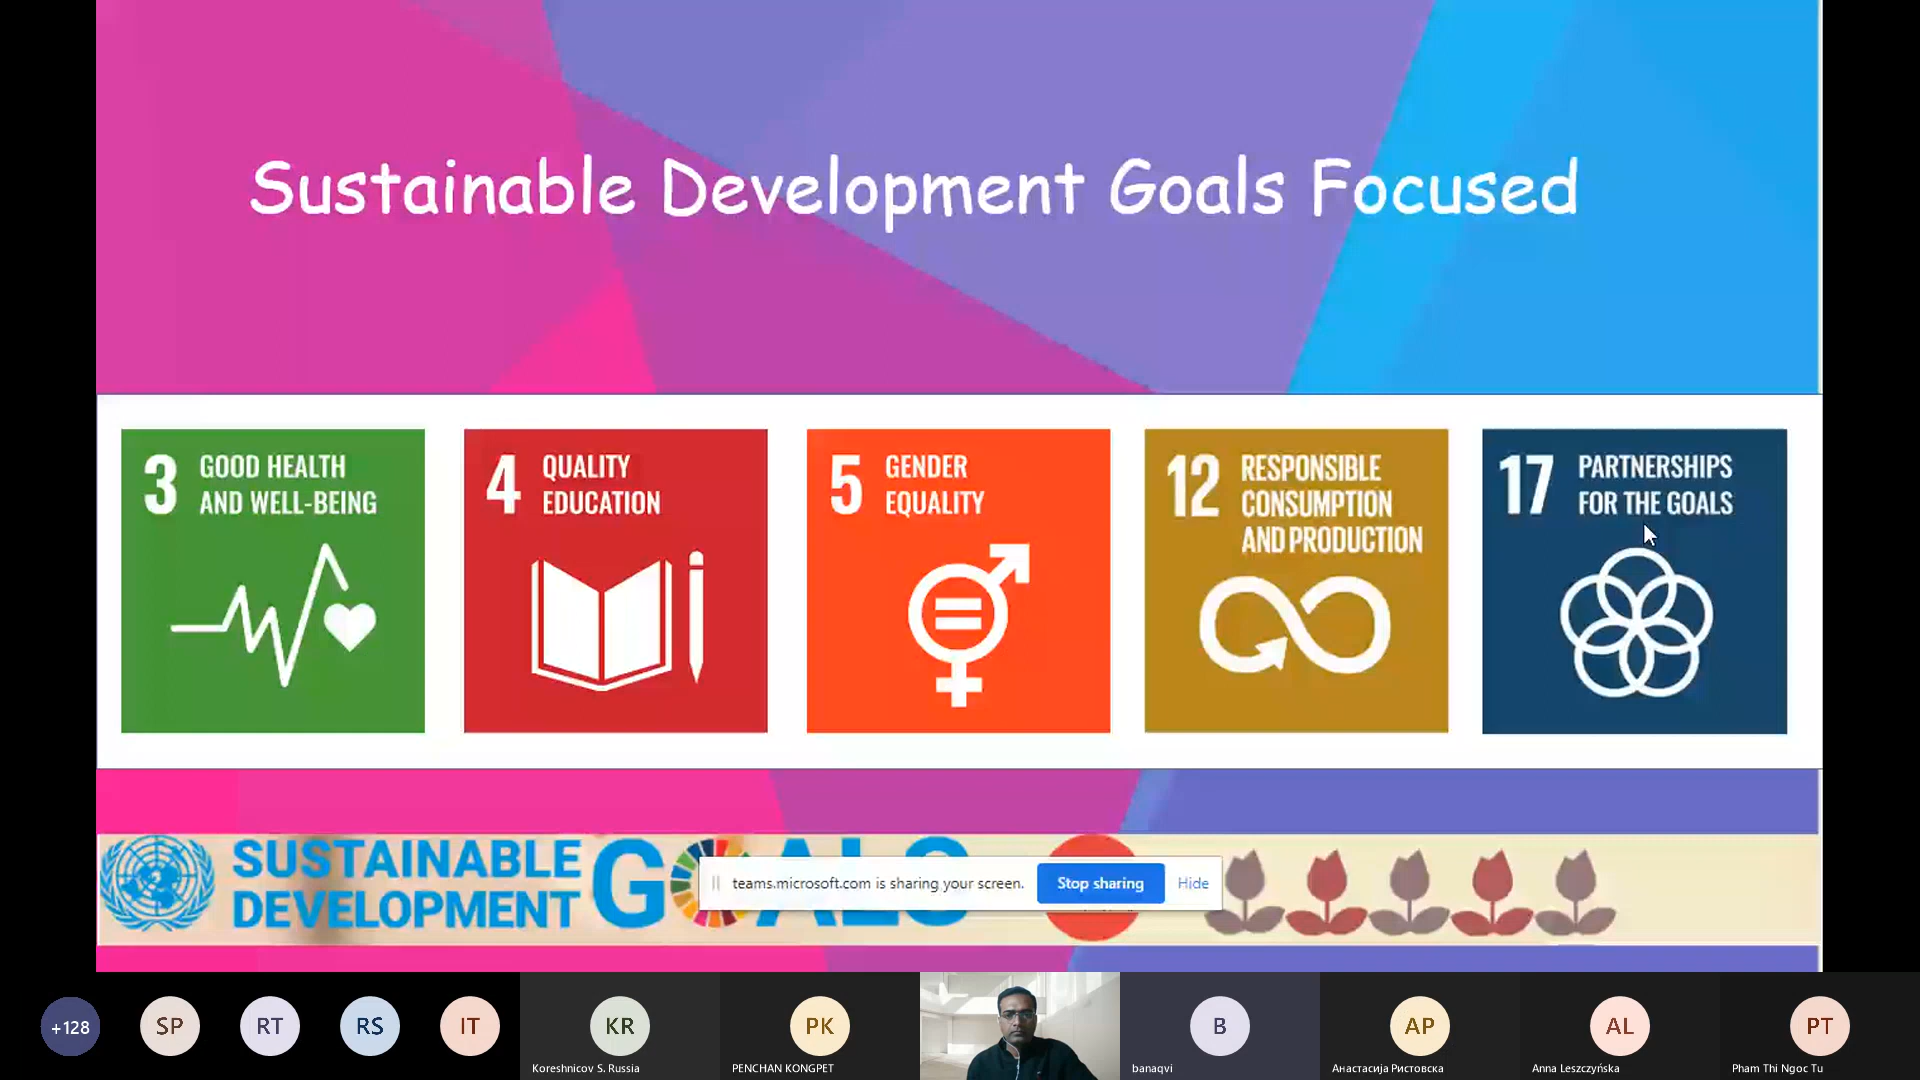 Sustainable Development Goals Focused
3 GOOD HEALTH
AND WELL-BEING
4 QUALITY
EDUCATION
5 GENDER
EQUALITY
12 RESPONSIBLE
CONSUMPTION
AND PRODUCTION
17 PARTNERSHIPS
FOR THE GOALS
SUSTAINABLE
DEVELOPMENT
GOALS
teams.microsoft.com is sharing your screen.
Stop sharing
Hide
+128
SP
RT
RS
IT
KR
PK
B
AP
AL
PT
Koreshnicov S. Russia
PENCHAN KONGPET
banaqvi
Анастасија Ристовска
Anna Leszczyńska
Pham Thi Ngoc Tu